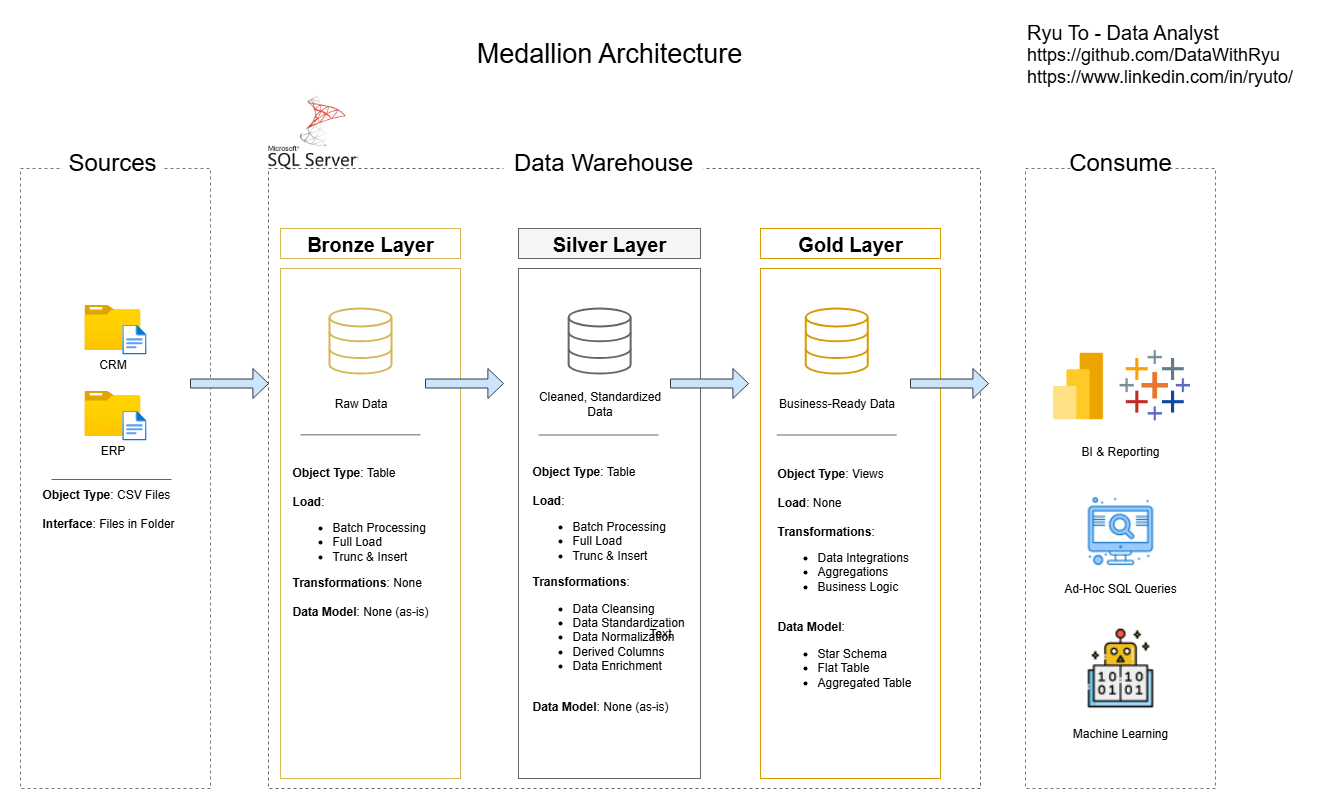 Medallion Architecture
Ryu To - Data Analyst
https://github.com/DataWithRyu
https://www.linkedin.com/in/ryuto/
Sources
CRM
ERP
Object Type: CSV Files
Interface: Files in Folder
Microsoft®
SQL Server
Data Warehouse
Bronze Layer
Raw Data
Object Type: Table
Load:
• Batch Processing
• Full Load
• Trunc & Insert
Transformations: None
Data Model: None (as-is)
Silver Layer
Cleaned, Standardized
Data
Object Type: Table
Load:
• Batch Processing
• Full Load
• Trunc & Insert
Transformations:
• Data Cleansing
• Data Standardization
Text
• Data Normalization
• Derived Columns
• Data Enrichment
Data Model: None (as-is)
Gold Layer
Business-Ready Data
Object Type: Views
Load: None
Transformations:
• Data Integrations
• Aggregations
• Business Logic
Data Model:
• Star Schema
• Flat Table
• Aggregated Table
Consume
BI & Reporting
Ad-Hoc SQL Queries
10 10
01 01
Machine Learning